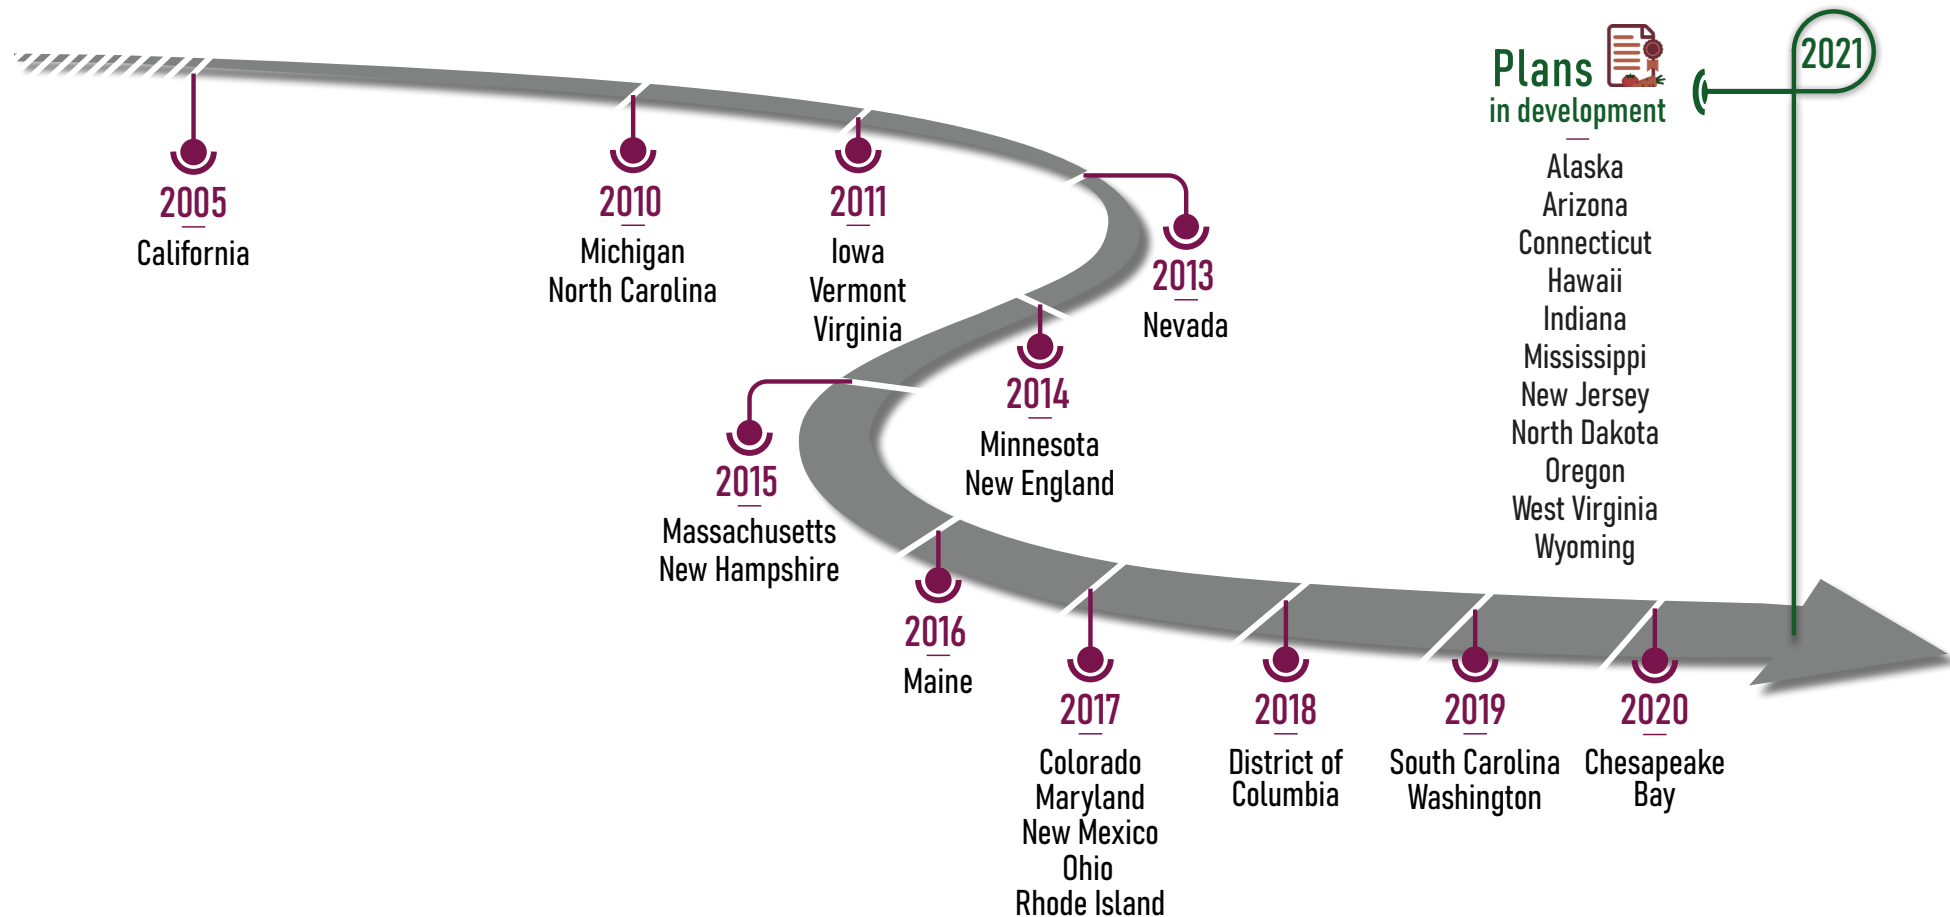 2005
California
2010
Michigan
North Carolina
2011
Iowa
Vermont
Virginia
2013
Nevada
2014
Minnesota
New England
2015
Massachusetts
New Hampshire
2016
Maine
2017
Colorado
Maryland
New Mexico
Ohio
Rhode Island
2018
District of
Columbia
2019
South Carolina
Washington
2020
Chesapeake
Bay
2021
Plans
in development
Alaska
Arizona
Connecticut
Hawaii
Indiana
Mississippi
New Jersey
North Dakota
Oregon
West Virginia
Wyoming